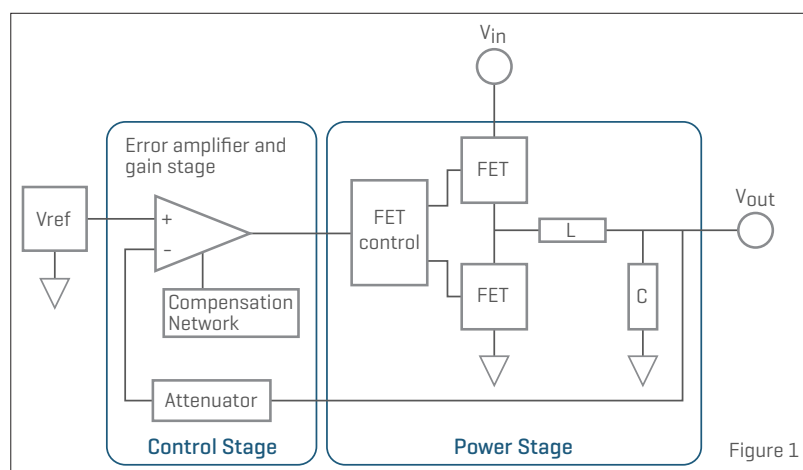 Vin
Error amplifier and
gain stage
Vref
+
−
Compensation
Network
Attenuator
Control Stage
FET
control
FET
FET
L
C
Vout
Power Stage
Figure 1